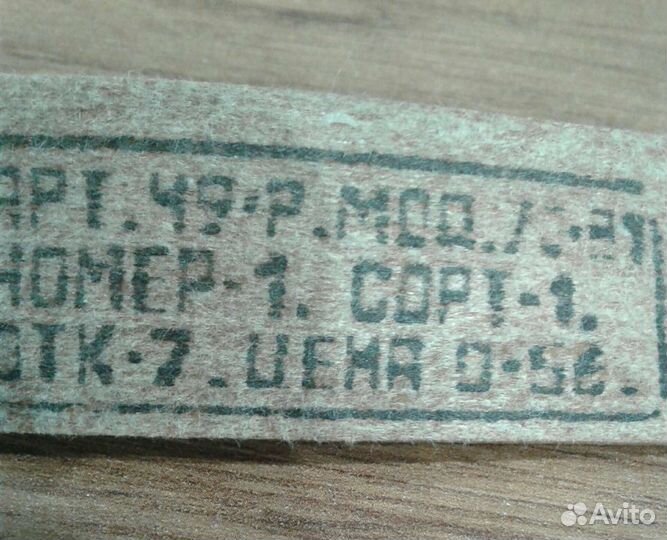 АРТ.49-Р.МОД.
НОМЕР-1. СОРТ-1.
ОТК-7.ЦЕНА 0-56.
Avito